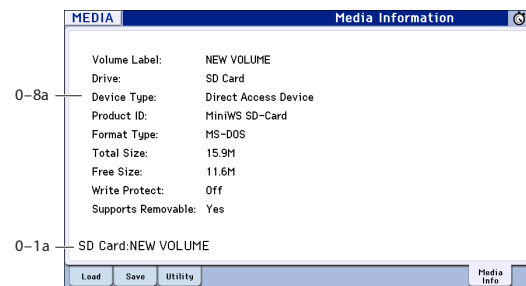 MEDIA Media Information
Volume Label: NEW VOLUME
Drive: SD Card
0–8a Device Type: Direct Access Device
Product ID: MiniWS SD-Card
Format Type: MS-DOS
Total Size: 15.9M
Free Size: 11.6M
Write Protect: Off
Supports Removable: Yes
0–1a SD Card:NEW VOLUME
Load Save Utility Media Info